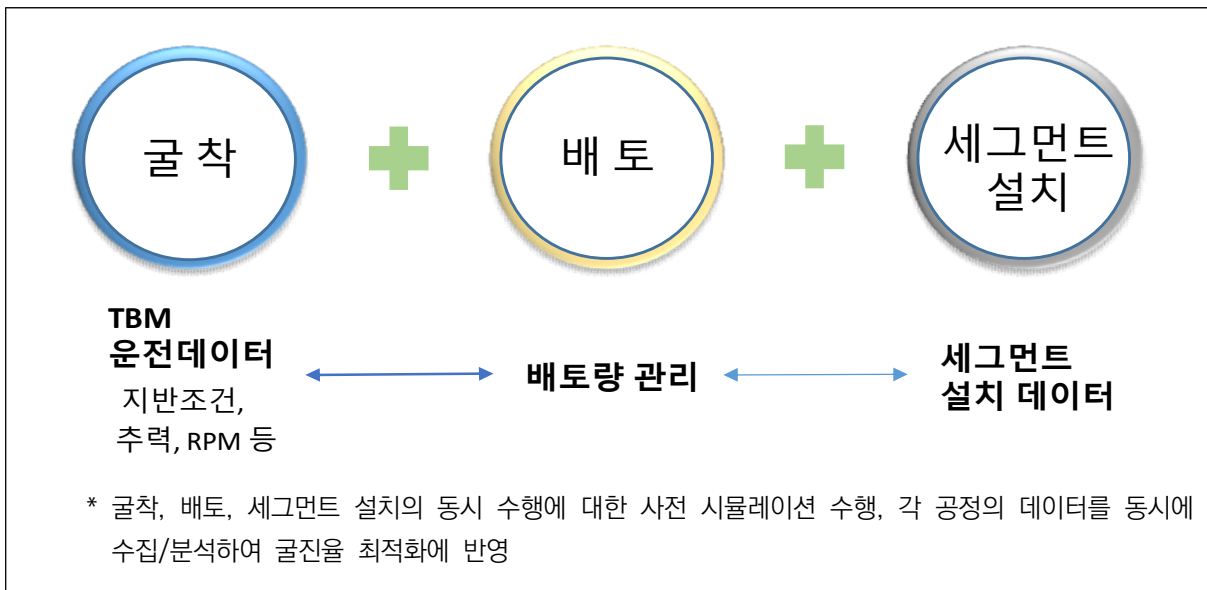 굴 착
배 토
세그먼트
설치
TBM
운전데이터
지반조건,
추력, RPM 등
배토량 관리
세그먼트
설치 데이터
* 굴착, 배토, 세그먼트 설치의 동시 수행에 대한 사전 시뮬레이션 수행, 각 공정의 데이터를 동시에
수집/분석하여 굴진율 최적화에 반영